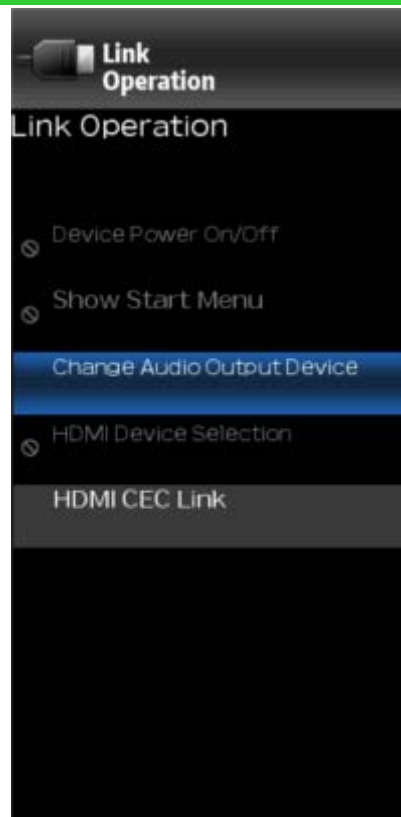 Link
Operation
Link Operation
Device Power On/Off
Show Start Menu
Change Audio Output Device
HDMI Device Selection
HDMI CEC Link